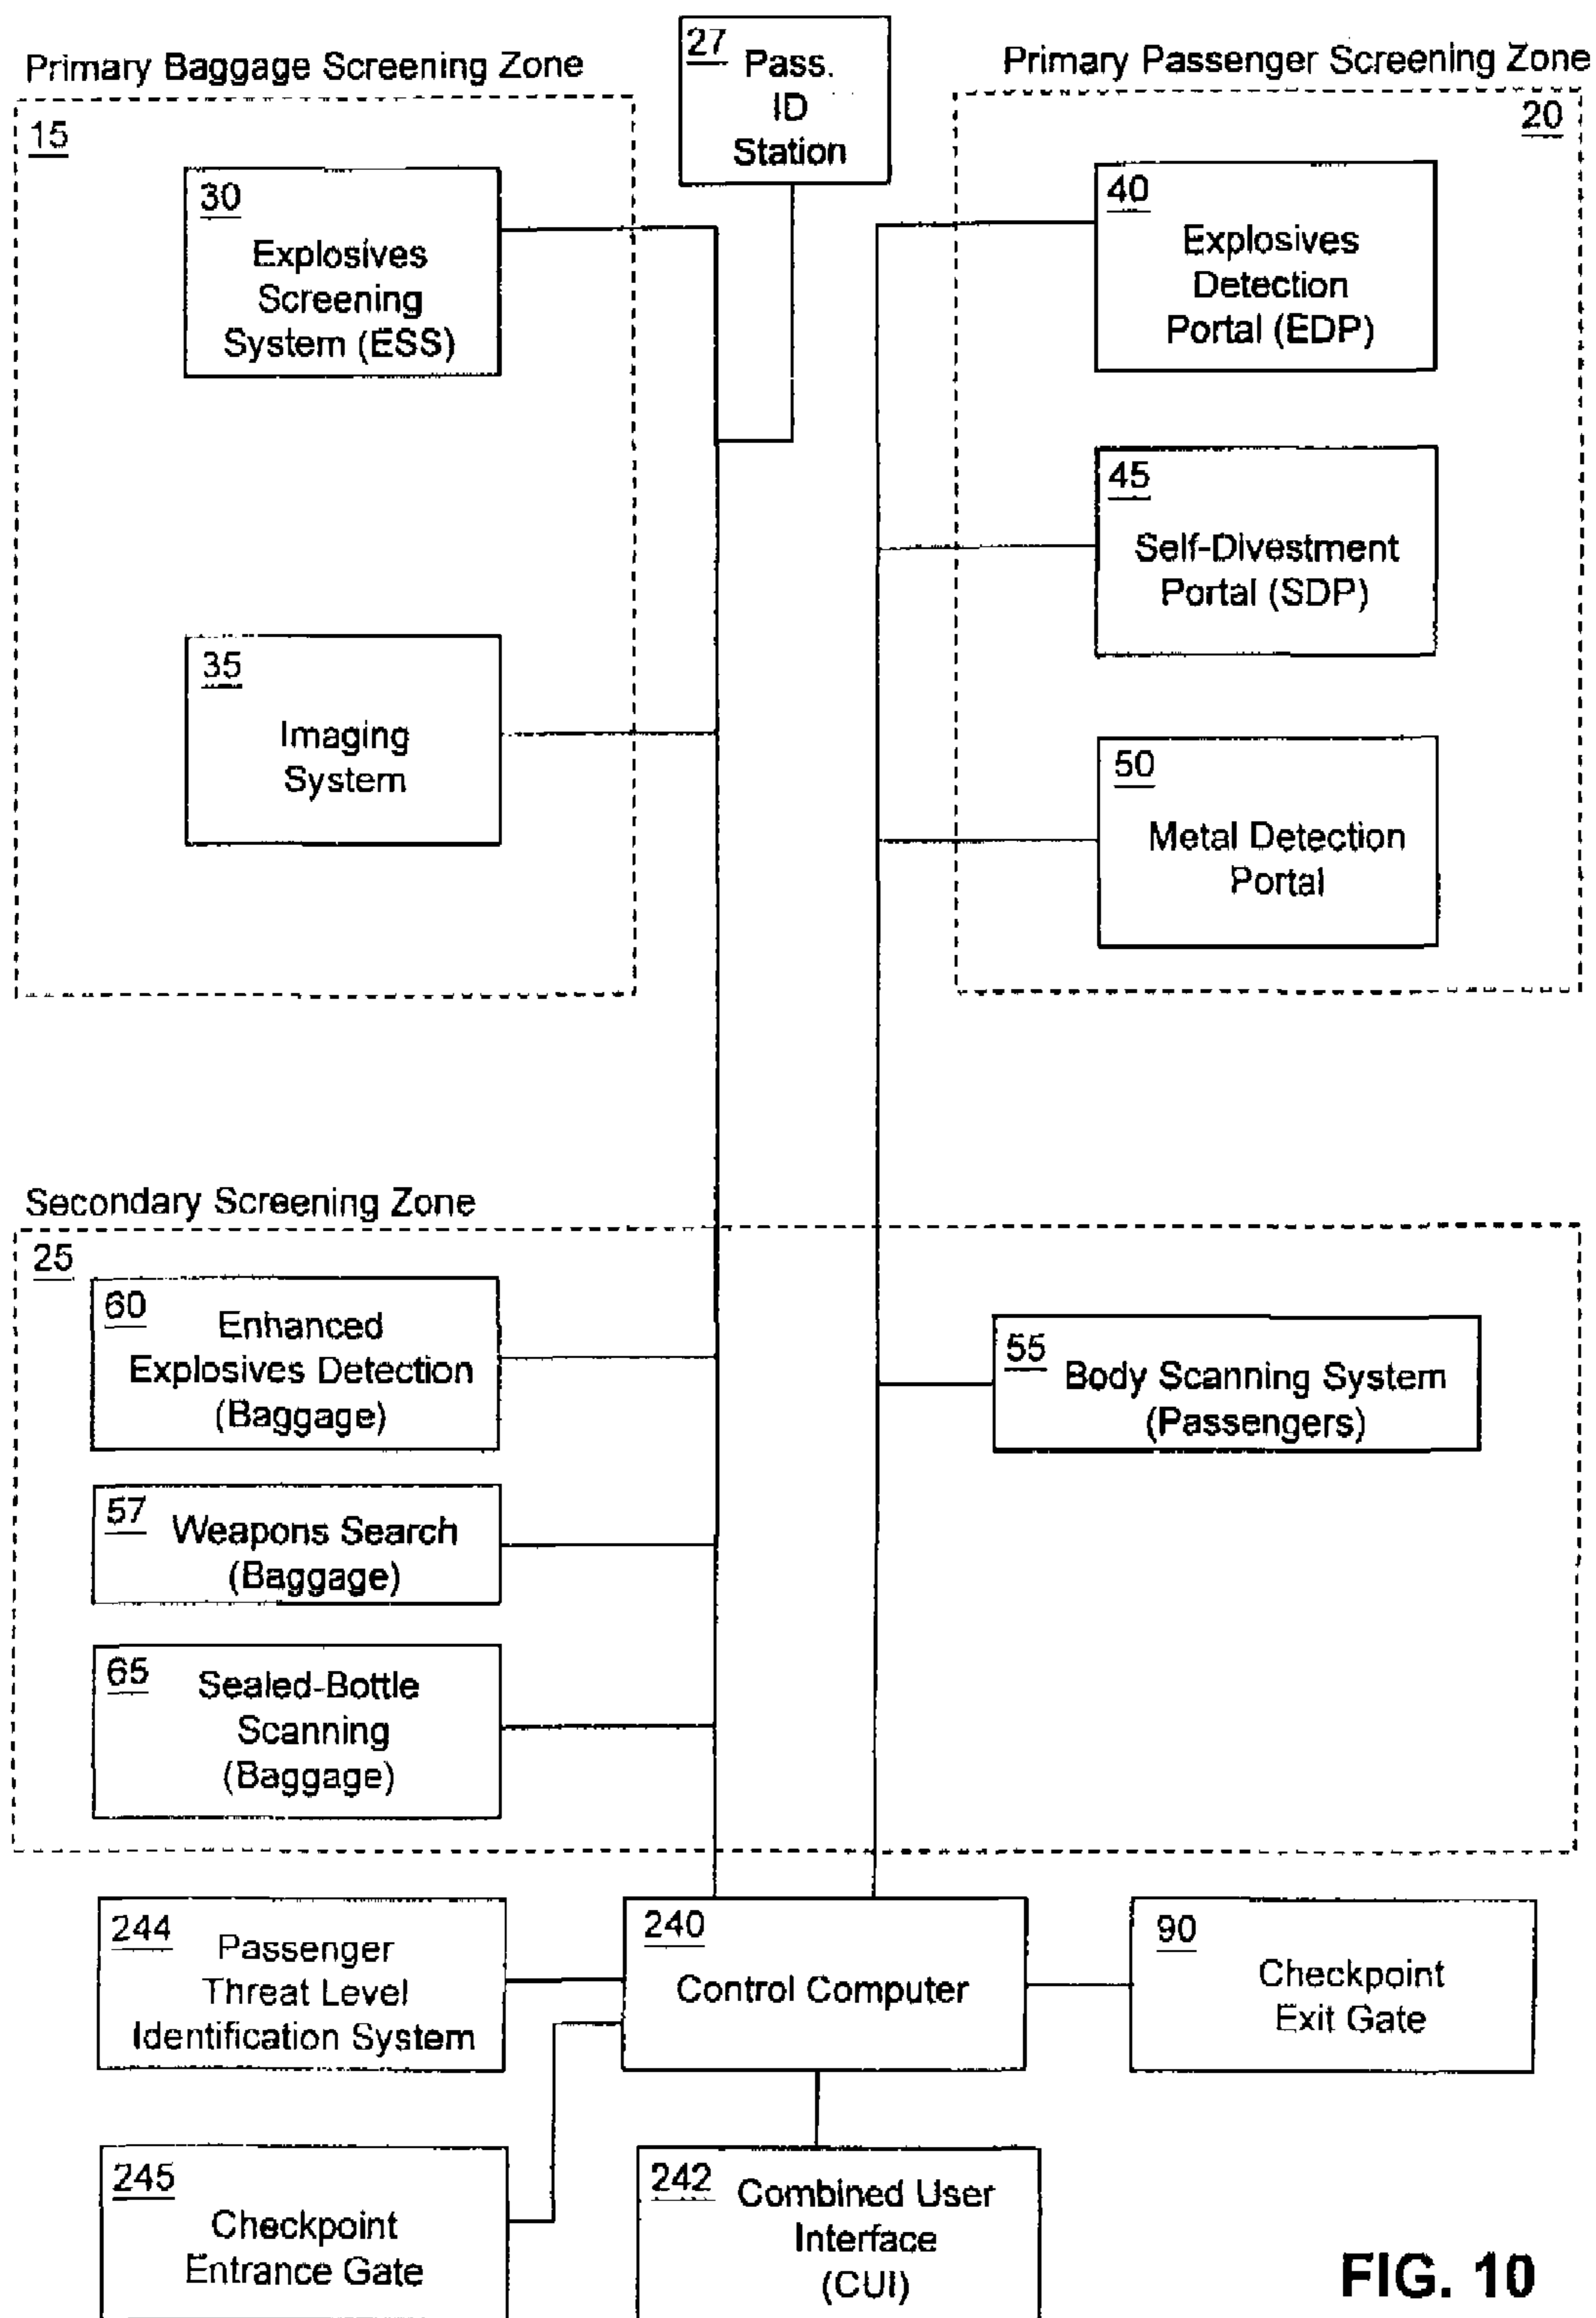 27
Pass.
ID
Station
Primary Baggage Screening Zone
15
30
Explosives
Screening
System (ESS)
35
Imaging
System
Primary Passenger Screening Zone
20
40
Explosives
Detection
Portal (EDP)
45
Self-Divestment
Portal (SDP)
50
Metal Detection
Portal
Secondary Screening Zone
25
60
Enhanced
Explosives Detection
(Baggage)
57
Weapons Search
(Baggage)
65
Sealed-Bottle
Scanning
(Baggage)
55
Body Scanning System
(Passengers)
244
Passenger
Threat Level
Identification System
240
Control Computer
90
Checkpoint
Exit Gate
245
Checkpoint
Entrance Gate
242
Combined User
Interface
(CUI)
FIG. 10